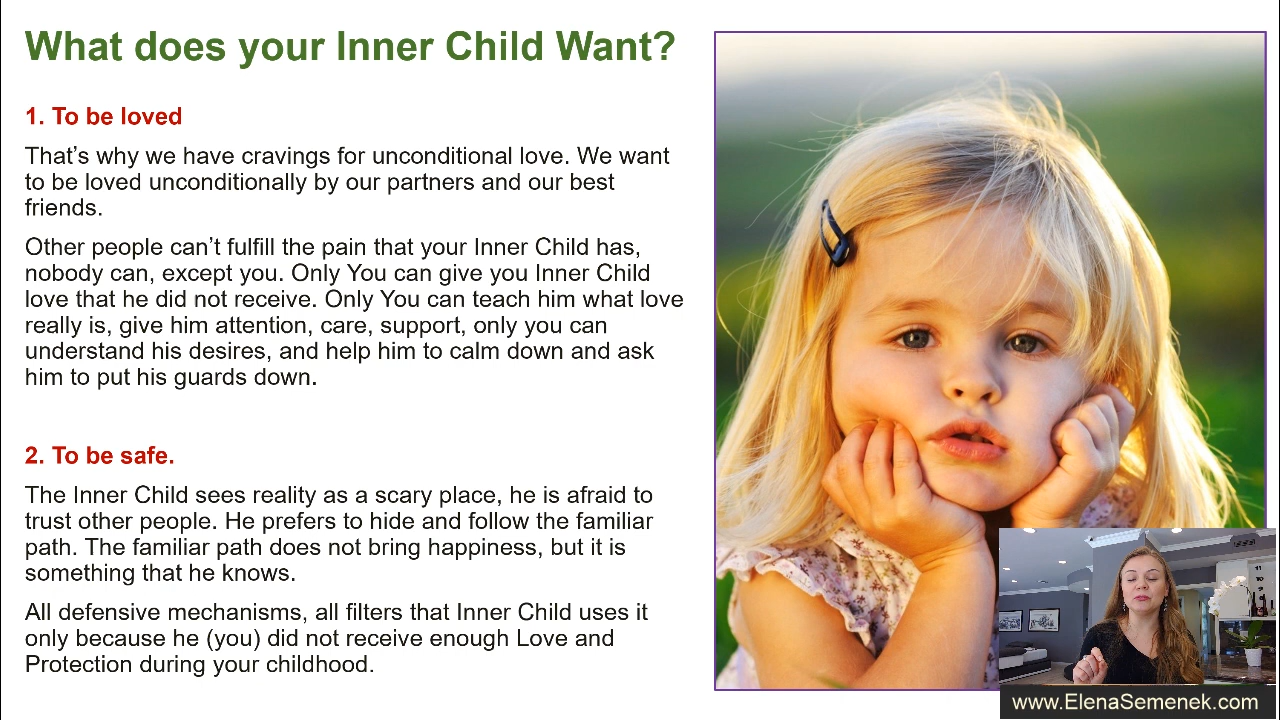 What does your Inner Child Want?
1. To be loved
That’s why we have cravings for unconditional love. We want
to be loved unconditionally by our partners and our best
friends.
Other people can’t fulfill the pain that your Inner Child has,
nobody can, except you. Only You can give you Inner Child
love that he did not receive. Only You can teach him what love
really is, give him attention, care, support, only you can
understand his desires, and help him to calm down and ask
him to put his guards down.
2. To be safe.
The Inner Child sees reality as a scary place, he is afraid to
trust other people. He prefers to hide and follow the familiar
path. The familiar path does not bring happiness, but it is
something that he knows.
All defensive mechanisms, all filters that Inner Child uses it
only because he (you) did not receive enough Love and
Protection during your childhood.
www.ElenaSemenek.com